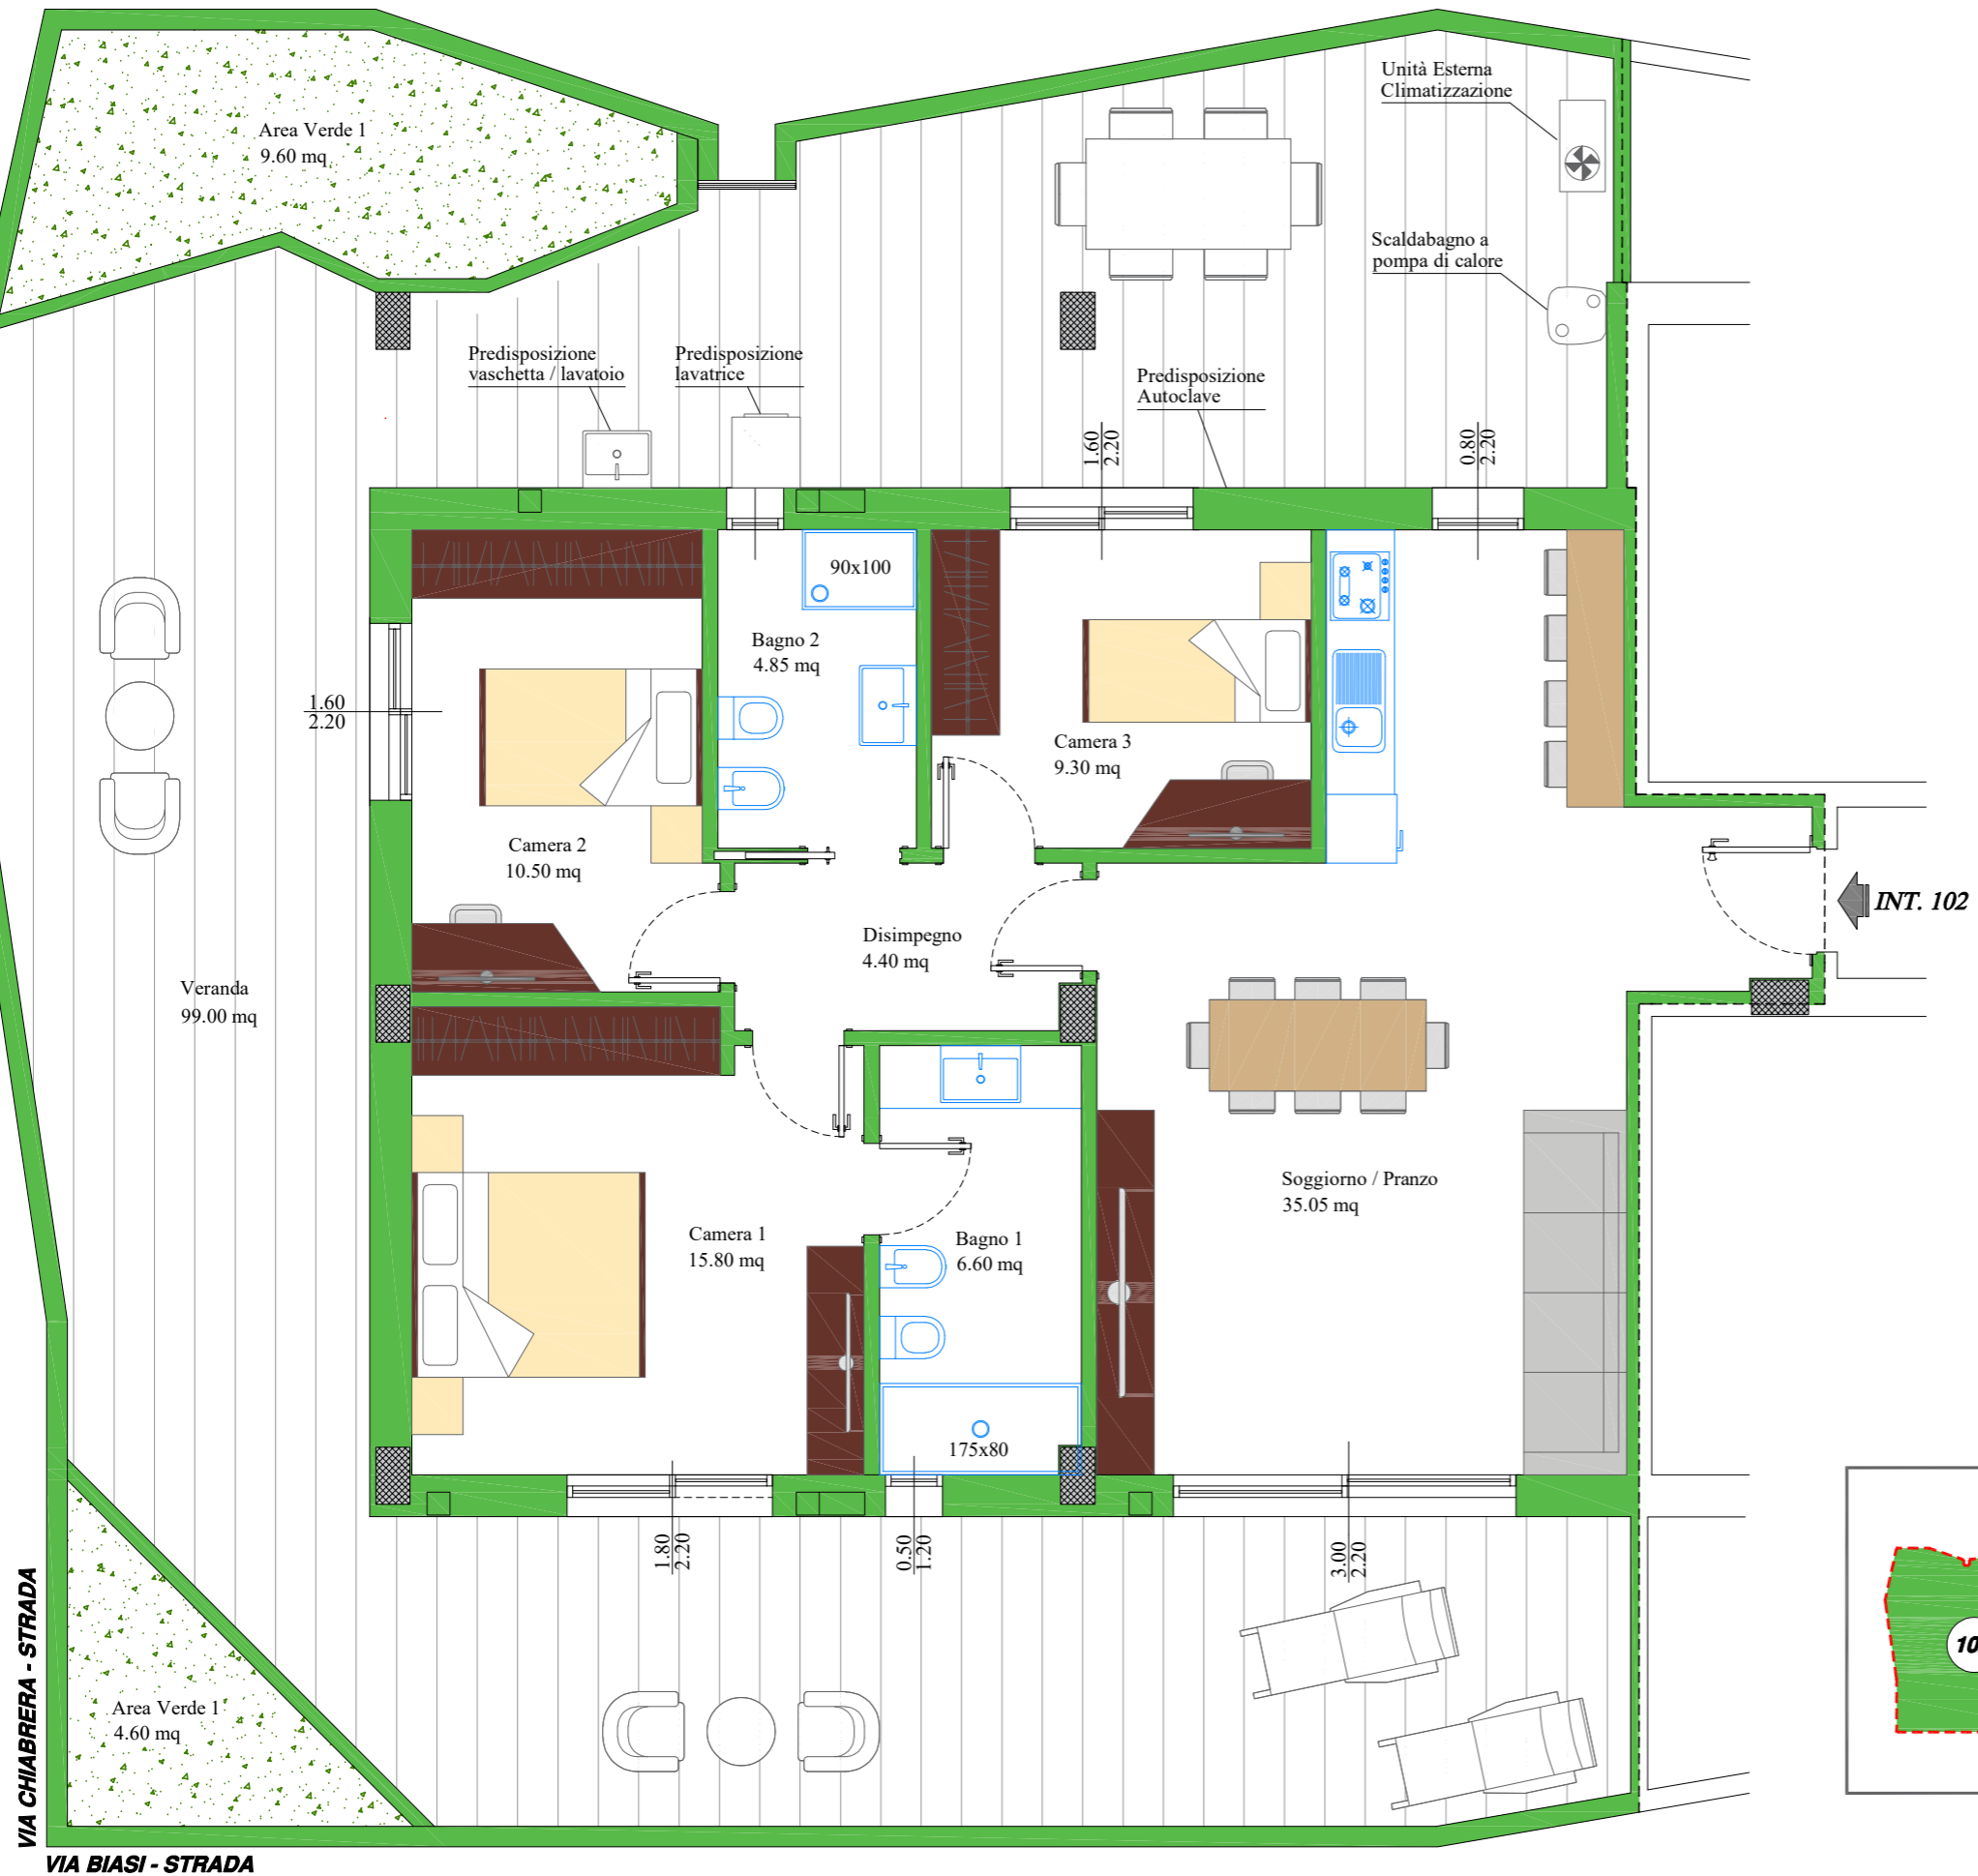 Unità Esterna
Climatizzazione
Area Verde 1
9.60 mq
Scaldabagno a
pompa di calore
Predisposizione
vaschetta / lavatoio
Predisposizione
lavatrice
Predisposizione
Autoclave
1.60
2.20
0.80
2.20
90x100
Bagno 2
4.85 mq
1.60
2.20
Camera 3
9.30 mq
Camera 2
10.50 mq
INT. 102
Disimpegno
4.40 mq
Veranda
99.00 mq
Soggiorno / Pranzo
35.05 mq
Camera 1
15.80 mq
Bagno 1
6.60 mq
175x80
1.80
2.20
0.50
1.20
3.00
2.20
10
Area Verde 1
4.60 mq
VIA CHIABRERA - STRADA
VIA BIASI - STRADA